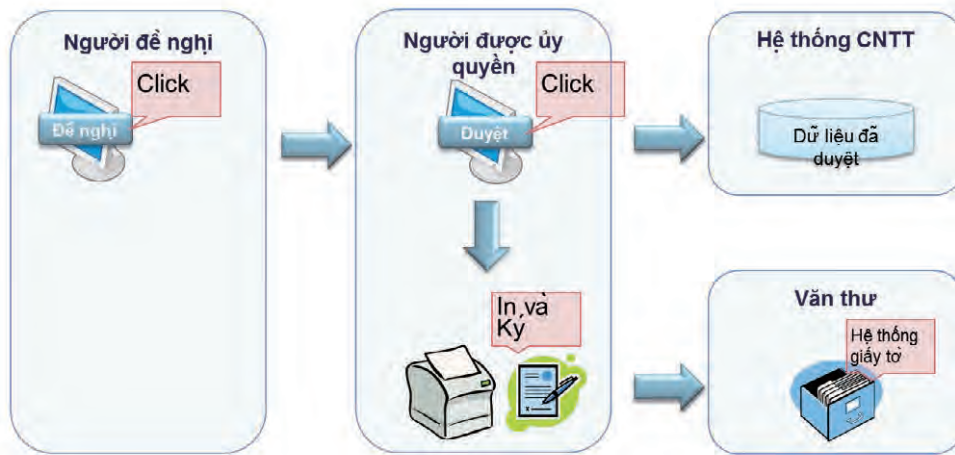 Người đề nghị
Click
Đề nghị
Người được ủy
quyền
Click
Duyệt
In và
Ký
Hệ thống CNTT
Dữ liệu đã
duyệt
Văn thư
Hệ thống
giấy tờ